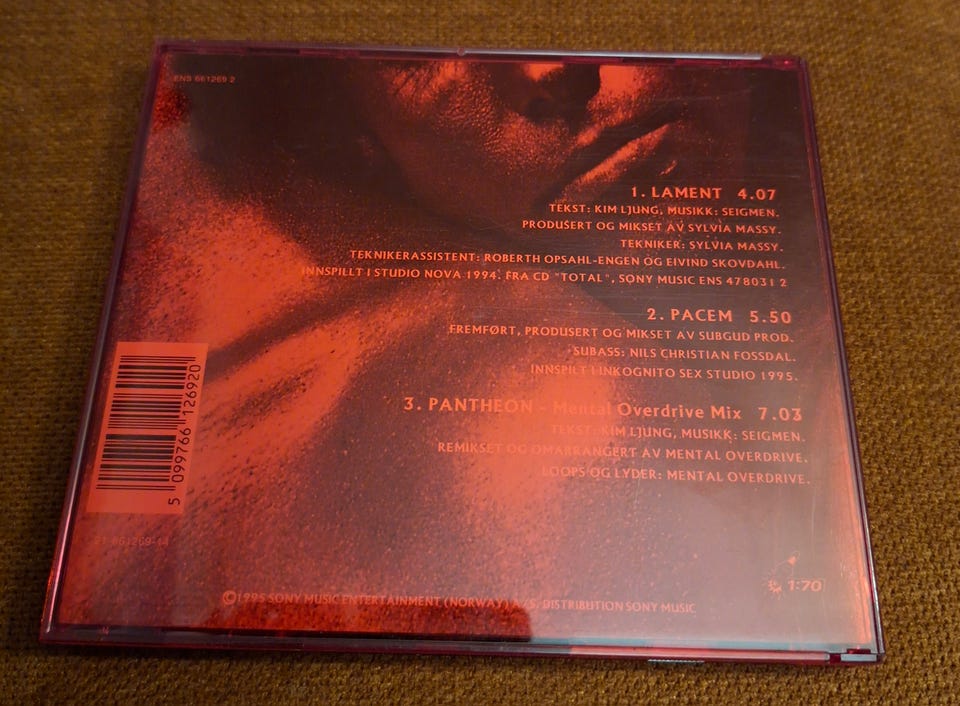 ENS 661269 2
1. LAMENT 4.07
TEKST: KIM LJUNG, MUSIKK: SEIGMEN.
PRODUSERT OG MIKSET AV SYLVIA MASSY.
TEKNIKER: SYLVIA MASSY.
TEKNIKERASSISTENT: ROBERTH OPSAHL-ENGEN OG EIVIND SKOVDAHL.
INNSPILLT I STUDIO NOVA 1994. FRA CD "TOTAL", SONY MUSIC ENS 478031 2
2. PACEM 5.50
FREMFØRT, PRODUSERT OG MIKSET AV SUBGUD PROD.
SUBASS: NILS CHRISTIAN FOSSDAL.
INNSPILT I INKOGNITO SEX STUDIO 1995.
3. PANTHEON - Mental Overdrive Mix 7.03
TEKST: KIM LJUNG, MUSIKK: SEIGMEN.
REMIKSET OG OMARRANGERT AV MENTAL OVERDRIVE.
LOOPS OG LYDER: MENTAL OVERDRIVE.
5 099766 126920
©1995 SONY MUSIC ENTERTAINMENT (NORWAY) A/S. DISTRIBUTION SONY MUSIC
1:70